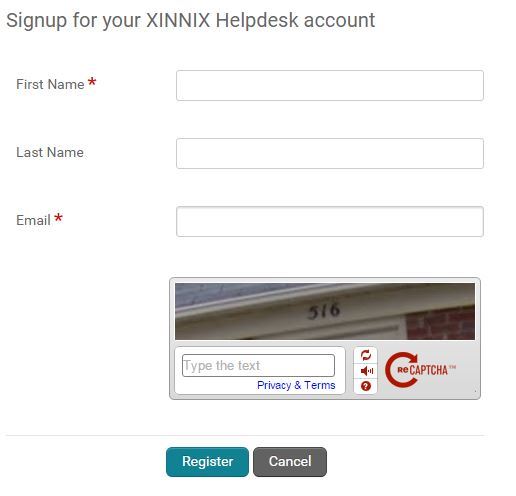 Signup for your XINNIX Helpdesk account
First Name *
Last Name
Email *
516
Type the text
Privacy & Terms
ReCAPTCHA™
Register Cancel